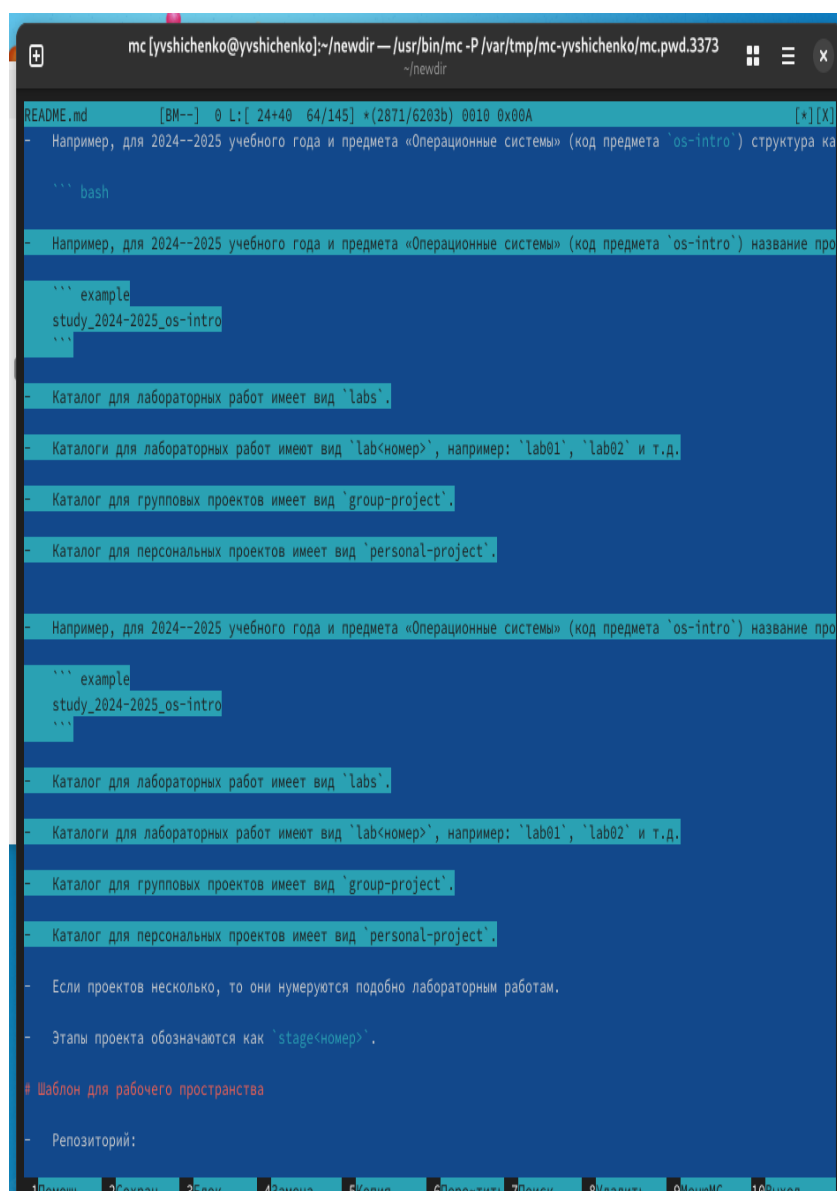 mc [yvshichenko@yvshichenko]:~/newdir — /usr/bin/mc -P /var/tmp/mc-yvshichenko/mc.pwd.3373
~/newdir
README.md [BM--] 0 L:[ 24+40 64/145] *(2871/6203b) 0010 0x00A [*][X]
- Например, для 2024--2025 учебного года и предмета «Операционные системы» (код предмета `os-intro`) структура ка
``` bash
- Например, для 2024--2025 учебного года и предмета «Операционные системы» (код предмета `os-intro`) название про
``` example
study_2024-2025_os-intro
```
- Каталог для лабораторных работ имеет вид `labs`.
- Каталоги для лабораторных работ имеют вид `lab<номер>`, например: `lab01`, `lab02` и т.д.
- Каталог для групповых проектов имеет вид `group-project`.
- Каталог для персональных проектов имеет вид `personal-project`.
- Например, для 2024--2025 учебного года и предмета «Операционные системы» (код предмета `os-intro`) название про
``` example
study_2024-2025_os-intro
```
- Каталог для лабораторных работ имеет вид `labs`.
- Каталоги для лабораторных работ имеют вид `lab<номер>`, например: `lab01`, `lab02` и т.д.
- Каталог для групповых проектов имеет вид `group-project`.
- Каталог для персональных проектов имеет вид `personal-project`.
- Если проектов несколько, то они нумеруются подобно лабораторным работам.
- Этапы проекта обозначаются как `stage<номер>`.
# Шаблон для рабочего пространства
- Репозиторий: